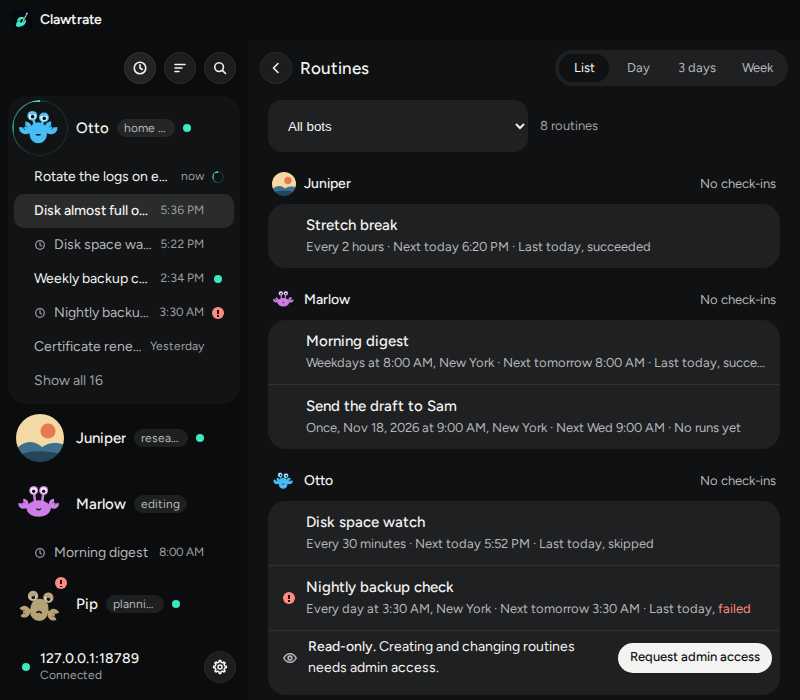 Clawtrate
Otto home ...
Rotate the logs on e... now
Disk almost full o... 5:36 PM
Disk space wa... 5:22 PM
Weekly backup c... 2:34 PM
Nightly backu... 3:30 AM
Certificate rene... Yesterday
Show all 16
Juniper resea...
Marlow editing
Morning digest 8:00 AM
Pip planni...
127.0.0.1:18789
Connected
Routines
List Day 3 days Week
All bots 8 routines
Juniper No check-ins
Stretch break
Every 2 hours · Next today 6:20 PM · Last today, succeeded
Marlow No check-ins
Morning digest
Weekdays at 8:00 AM, New York · Next tomorrow 8:00 AM · Last today, succe...
Send the draft to Sam
Once, Nov 18, 2026 at 9:00 AM, New York · Next Wed 9:00 AM · No runs yet
Otto No check-ins
Disk space watch
Every 30 minutes · Next today 5:52 PM · Last today, skipped
Nightly backup check
Every day at 3:30 AM, New York · Next tomorrow 3:30 AM · Last today, failed
Read-only. Creating and changing routines
needs admin access.
Request admin access